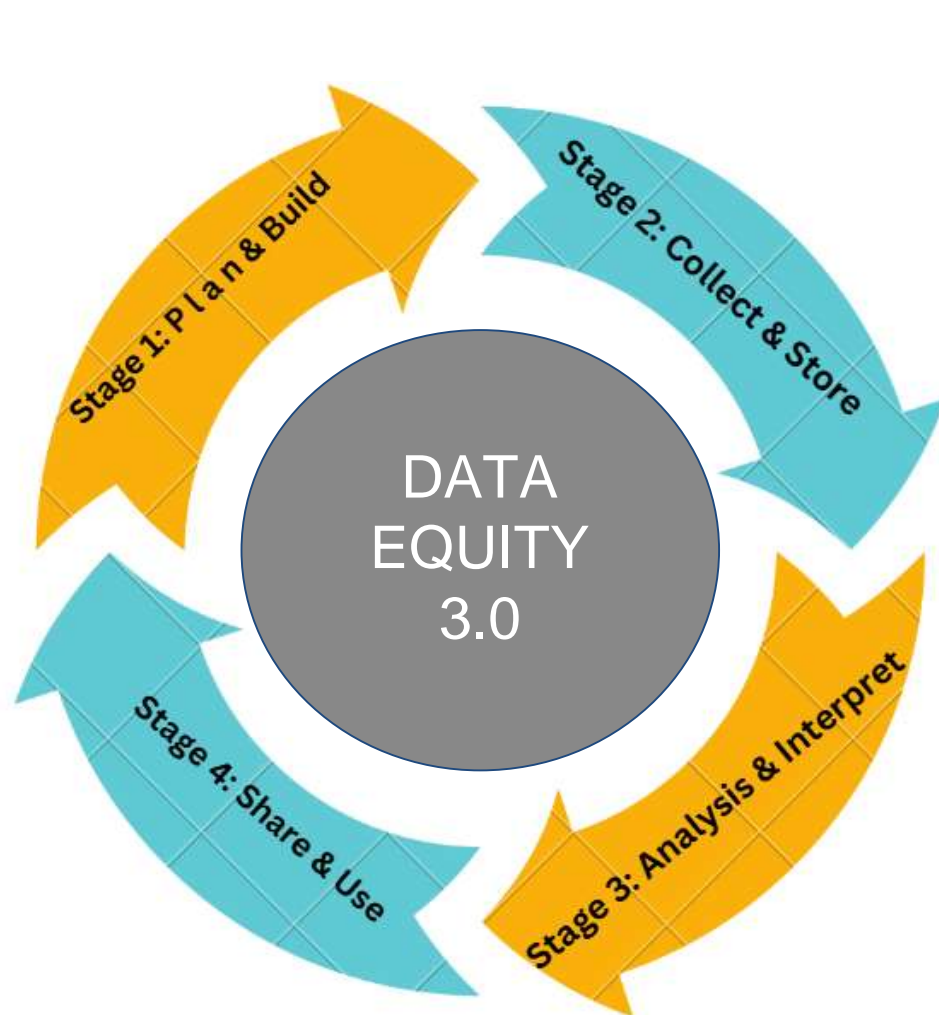 Stage 1: P l a n & Build
Stage 2: Collect & Store
DATA
EQUITY
3.0
Stage 3: Analysis & Interpret
Stage 4: Share & Use